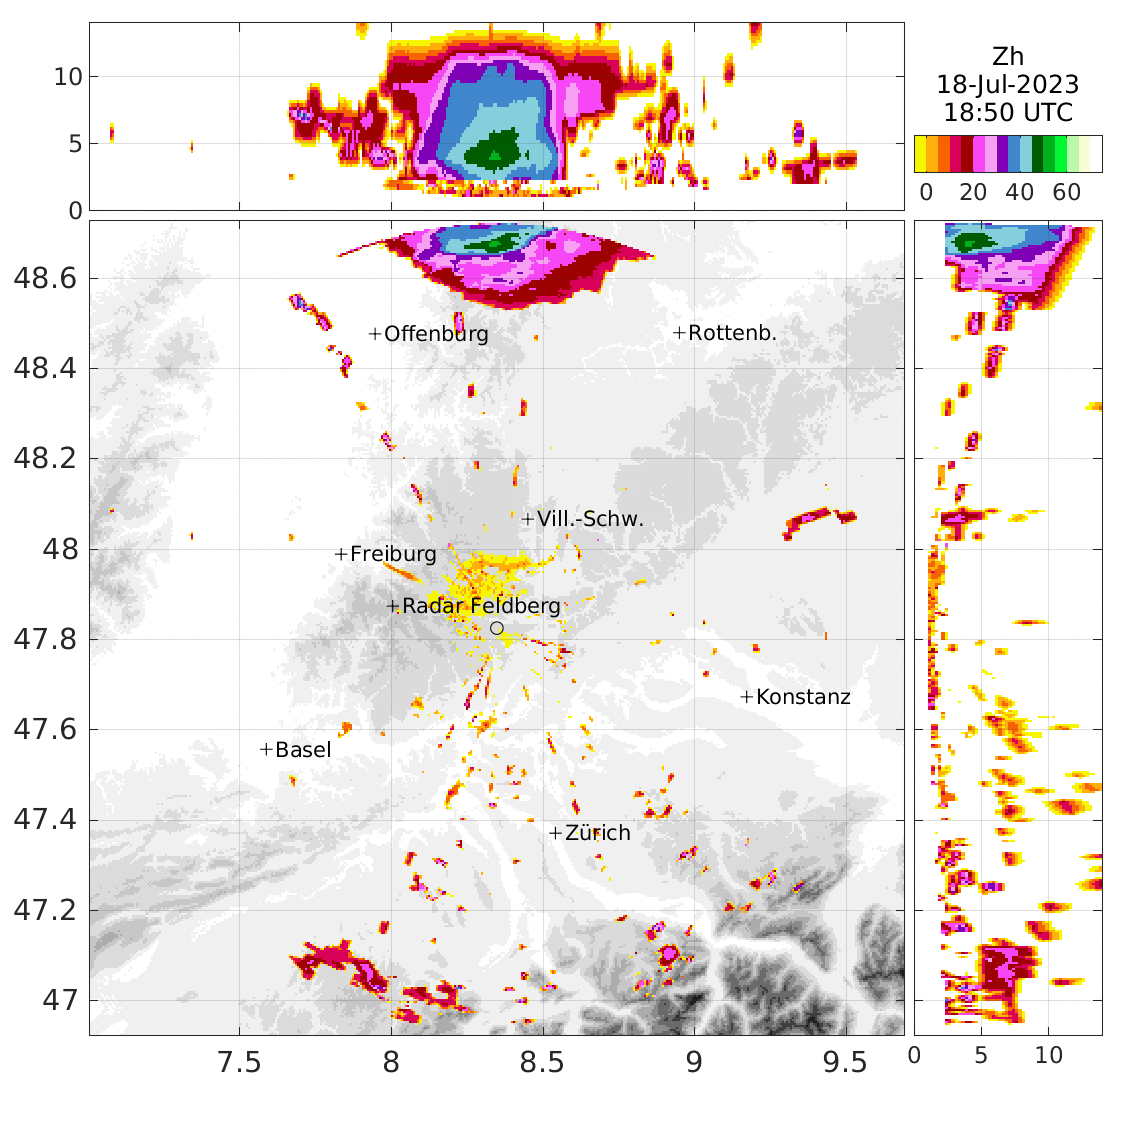 Zh
18-Jul-2023
18:50 UTC
0 20 40 60
10
5
0
48.6
48.4
48.2
48
47.8
47.6
47.4
47.2
47
+Offenburg
+Rottenb.
+Vill.-Schw.
+Freiburg
+Radar Feldberg
+Konstanz
+Basel
+Zürich
7.5 8 8.5 9 9.5
0 5 10